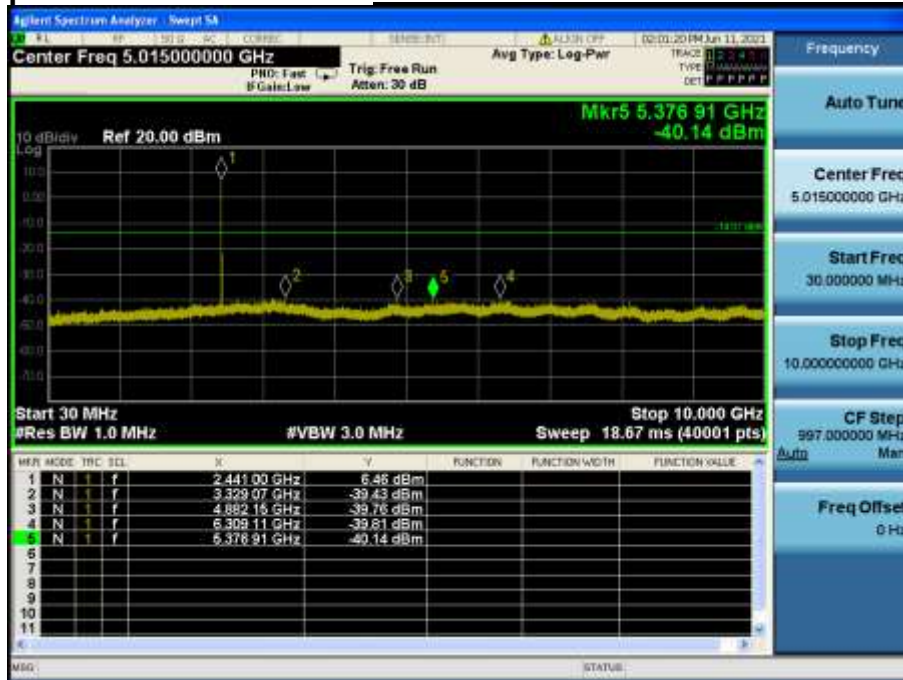 Agilent Spectrum Analyzer - Swept SA
RL RF 50 Ω AC CORREC SENSE:INT ALIGN OFF 02:01:20 PM Jun 11, 2021
Center Freq 5.015000000 GHz
PNO: Fast
IFGain:Low
Trig: Free Run
Atten: 30 dB
Avg Type: Log-Pwr
TRACE
TYPE
DET P P P P P P
Mkr5 5.376 91 GHz
-40.14 dBm
10 dB/div Ref 20.00 dBm
Log
10.0
0.00
-10.0
-20.0
-30.0
-40.0
-50.0
-60.0
-70.0
1
2
3
5
4
Start 30 MHz Stop 10.000 GHz
#Res BW 1.0 MHz #VBW 3.0 MHz Sweep 18.67 ms (40001 pts)
MKR MODE TRC SCL X Y FUNCTION FUNCTION WIDTH FUNCTION VALUE
1 N 1 f 2.441 00 GHz 6.46 dBm
2 N 1 f 3.329 07 GHz -39.43 dBm
3 N 1 f 4.882 15 GHz -39.76 dBm
4 N 1 f 6.309 11 GHz -39.81 dBm
5 N 1 f 5.376 91 GHz -40.14 dBm
6
7
8
9
10
11
MSG STATUS
Frequency
Auto Tune
Center Freq
5.015000000 GHz
Start Freq
30.000000 MHz
Stop Freq
10.000000000 GHz
CF Step
997.000000 MHz
Auto Man
Freq Offset
0 Hz